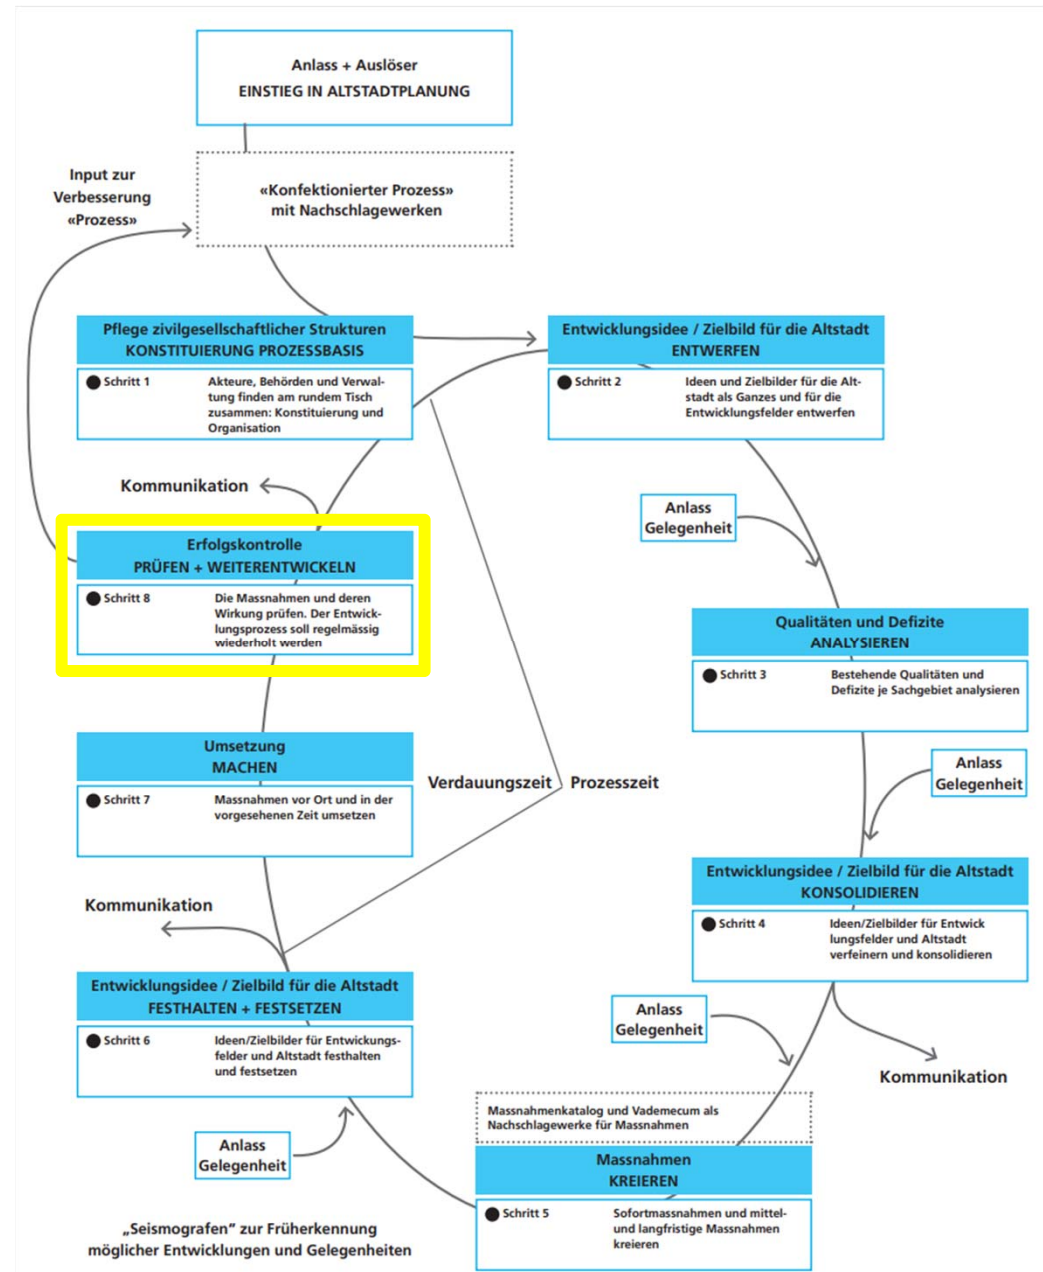 Anlass + Auslöser
EINSTIEG IN ALTSTADTPLANUNG
Input zur
Verbesserung
«Prozess»
«Konfektionierter Prozess»
mit Nachschlagewerken
Pflege zivilgesellschaftlicher Strukturen
KONSTITUIERUNG PROZESSBASIS
Schritt 1
Akteure, Behörden und Verwal-
tung finden am rundem Tisch
zusammen: Konstituierung und
Organisation
Entwicklungsidee / Zielbild für die Altstadt
ENTWERFEN
Schritt 2
Ideen und Zielbilder für die Alt-
stadt als Ganzes und für die
Entwicklungsfelder entwerfen
Kommunikation
Anlass
Gelegenheit
Erfolgskontrolle
PRÜFEN + WEITERENTWICKELN
Schritt 8
Die Massnahmen und deren
Wirkung prüfen. Der Entwick-
lungsprozess soll regelmässig
wiederholt werden
Qualitäten und Defizite
ANALYSIEREN
Schritt 3
Bestehende Qualitäten und
Defizite je Sachgebiet analysieren
Umsetzung
MACHEN
Schritt 7
Massnahmen vor Ort und in der
vorgesehenen Zeit umsetzen
Verdauungszeit
Prozesszeit
Anlass
Gelegenheit
Entwicklungsidee / Zielbild für die Altstadt
KONSOLIDIEREN
Schritt 4
Ideen/Zielbilder für Entwick
lungsfelder und Altstadt
verfeinern und konsolidieren
Kommunikation
Entwicklungsidee / Zielbild für die Altstadt
FESTHALTEN + FESTSETZEN
Schritt 6
Ideen/Zielbilder für Entwickungs-
felder und Altstadt festhalten
und festsetzen
Anlass
Gelegenheit
Kommunikation
Massnahmenkatalog und Vademecum als
Nachschlagewerke für Massnahmen
Massnahmen
KREIEREN
Schritt 5
Sofortmassnahmen und mittel-
und langfristige Massnahmen
kreieren
Anlass
Gelegenheit
„Seismografen“ zur Früherkennung
möglicher Entwicklungen und Gelegenheiten